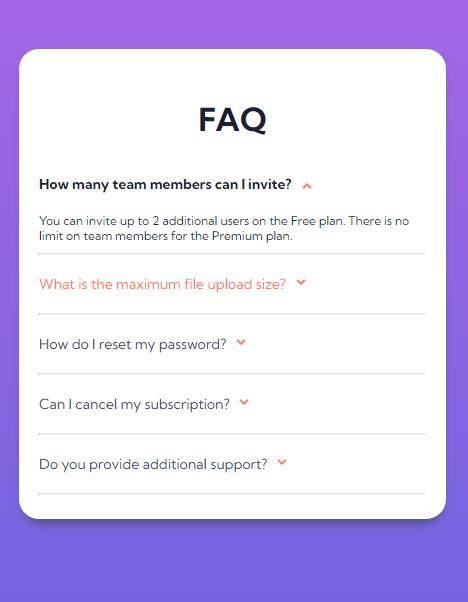 FAQ
How many team members can I invite?
You can invite up to 2 additional users on the Free plan. There is no
limit on team members for the Premium plan.
What is the maximum file upload size?
How do I reset my password?
Can I cancel my subscription?
Do you provide additional support?